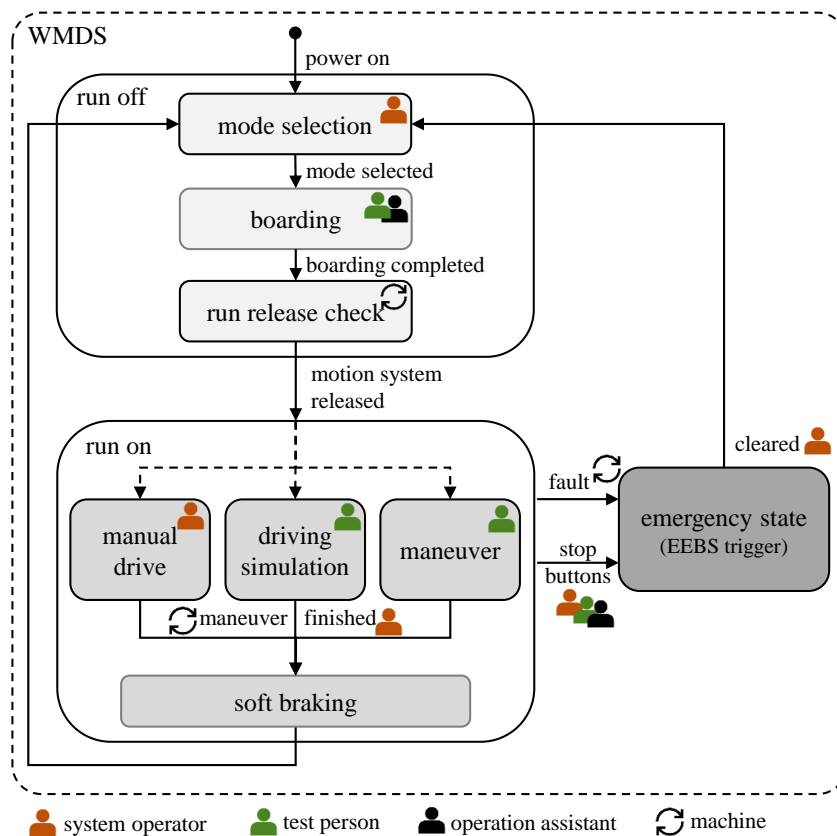 WMDS
power on
run off
mode selection
mode selected
boarding
boarding completed
run release check
motion system
released
run on
manual
drive
driving
simulation
maneuver
maneuver finished
soft braking
fault
stop
buttons
cleared
emergency state
(EEBS trigger)
system operator
test person
operation assistant
machine